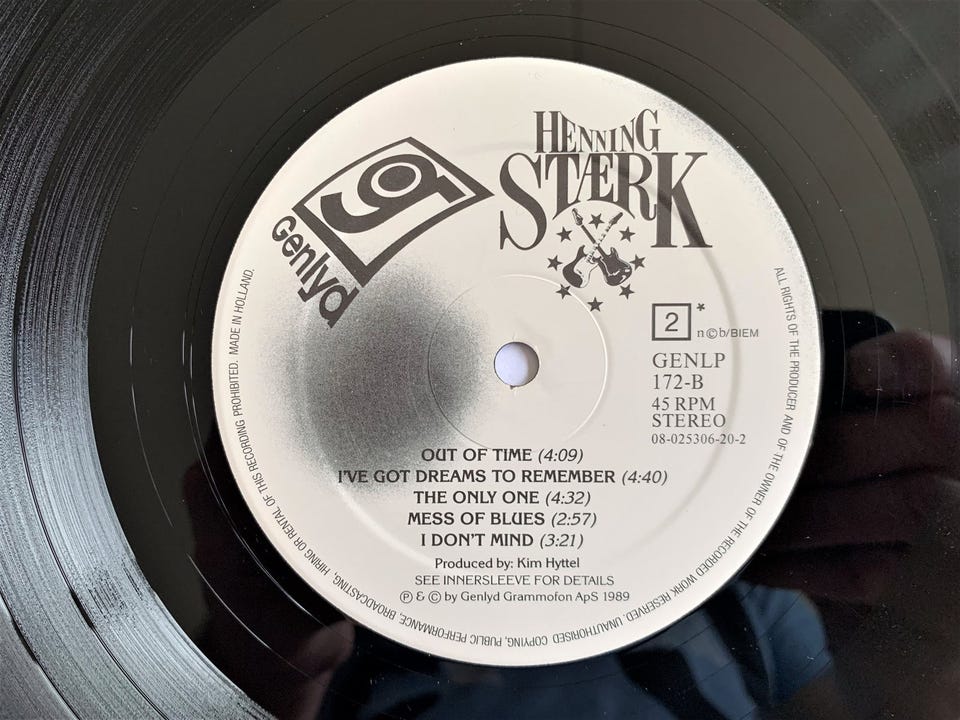 Genlyd
g
HENNING
STÆRK
2
* n©b/BIEM
GENLP
172-B
45 RPM
STEREO
08-025306-20-2
OUT OF TIME (4:09)
I'VE GOT DREAMS TO REMEMBER (4:40)
THE ONLY ONE (4:32)
MESS OF BLUES (2:57)
I DON'T MIND (3:21)
Produced by: Kim Hyttel
SEE INNERSLEEVE FOR DETAILS
℗ & © by Genlyd Grammofon ApS 1989
ALL RIGHTS OF THE PRODUCER AND OF THE OWNER OF THE RECORDED WORK RESERVED. UNAUTHORISED COPYING, PUBLIC PERFORMANCE, BROADCASTING, HIRING OR RENTAL OF THIS RECORDING PROHIBITED. MADE IN HOLLAND.